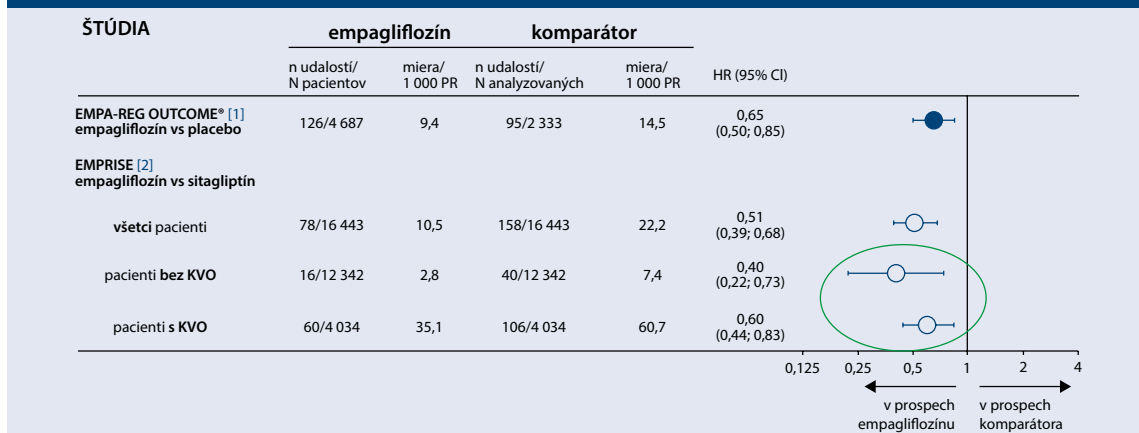 ŠTÚDIA empagliflozín komparátor
n udalostí/ miera/ n udalostí/ miera/ HR (95% CI)
N pacientov 1 000 PR N analyzovaných 1 000 PR
EMPA-REG OUTCOME® [1]
empagliflozín vs placebo 126/4 687 9,4 95/2 333 14,5 0,65
(0,50; 0,85)
EMPRISE [2]
empagliflozín vs sitagliptín
všetci pacienti 78/16 443 10,5 158/16 443 22,2 0,51
(0,39; 0,68)
pacienti bez KVO 16/12 342 2,8 40/12 342 7,4 0,40
(0,22; 0,73)
pacienti s KVO 60/4 034 35,1 106/4 034 60,7 0,60
(0,44; 0,83)
0,125 0,25 0,5 1 2 4
v prospech v prospech
empagliflozínu komparátora